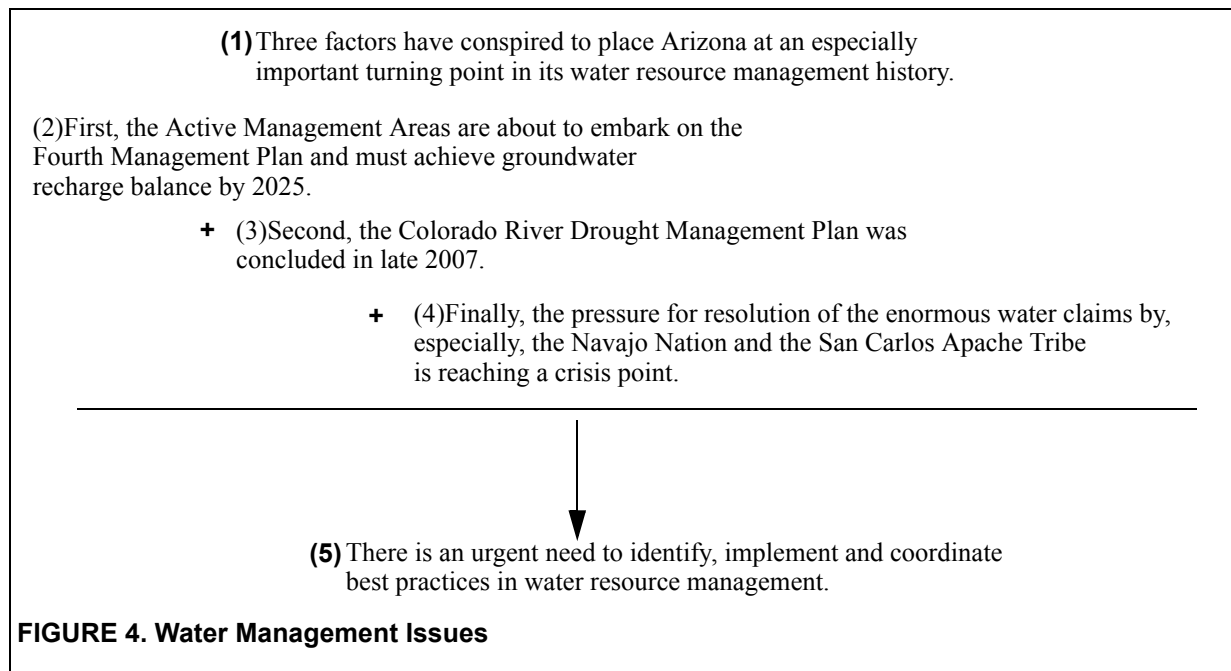 (1) Three factors have conspired to place Arizona at an especially
important turning point in its water resource management history.
(2)First, the Active Management Areas are about to embark on the
Fourth Management Plan and must achieve groundwater
recharge balance by 2025.
+ (3)Second, the Colorado River Drought Management Plan was
concluded in late 2007.
+ (4)Finally, the pressure for resolution of the enormous water claims by,
especially, the Navajo Nation and the San Carlos Apache Tribe
is reaching a crisis point.
(5) There is an urgent need to identify, implement and coordinate
best practices in water resource management.
FIGURE 4. Water Management Issues